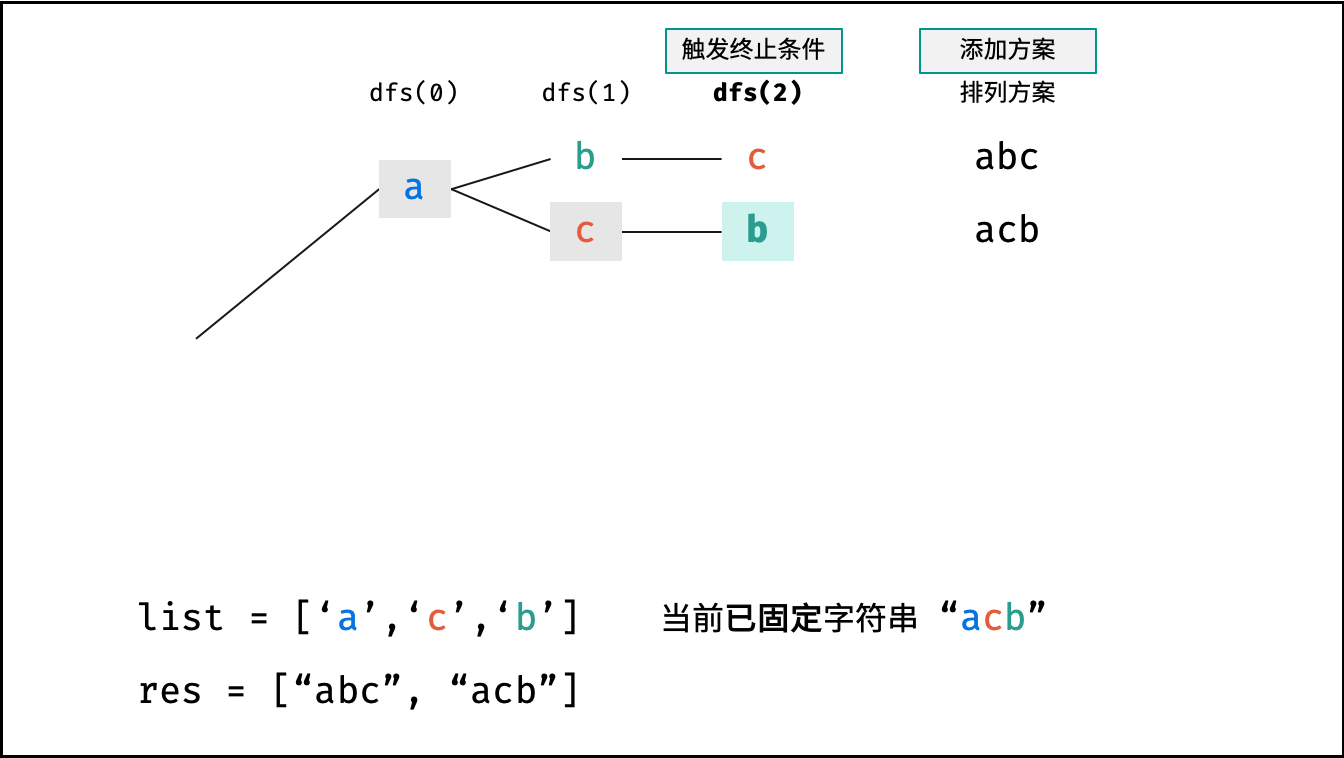 触发终止条件 添加方案
dfs(0) dfs(1) dfs(2) 排列方案
b c abc
a
c b acb
list = [‘a’,‘c’,‘b’] 当前已固定字符串 “acb”
res = [“abc”, “acb”]